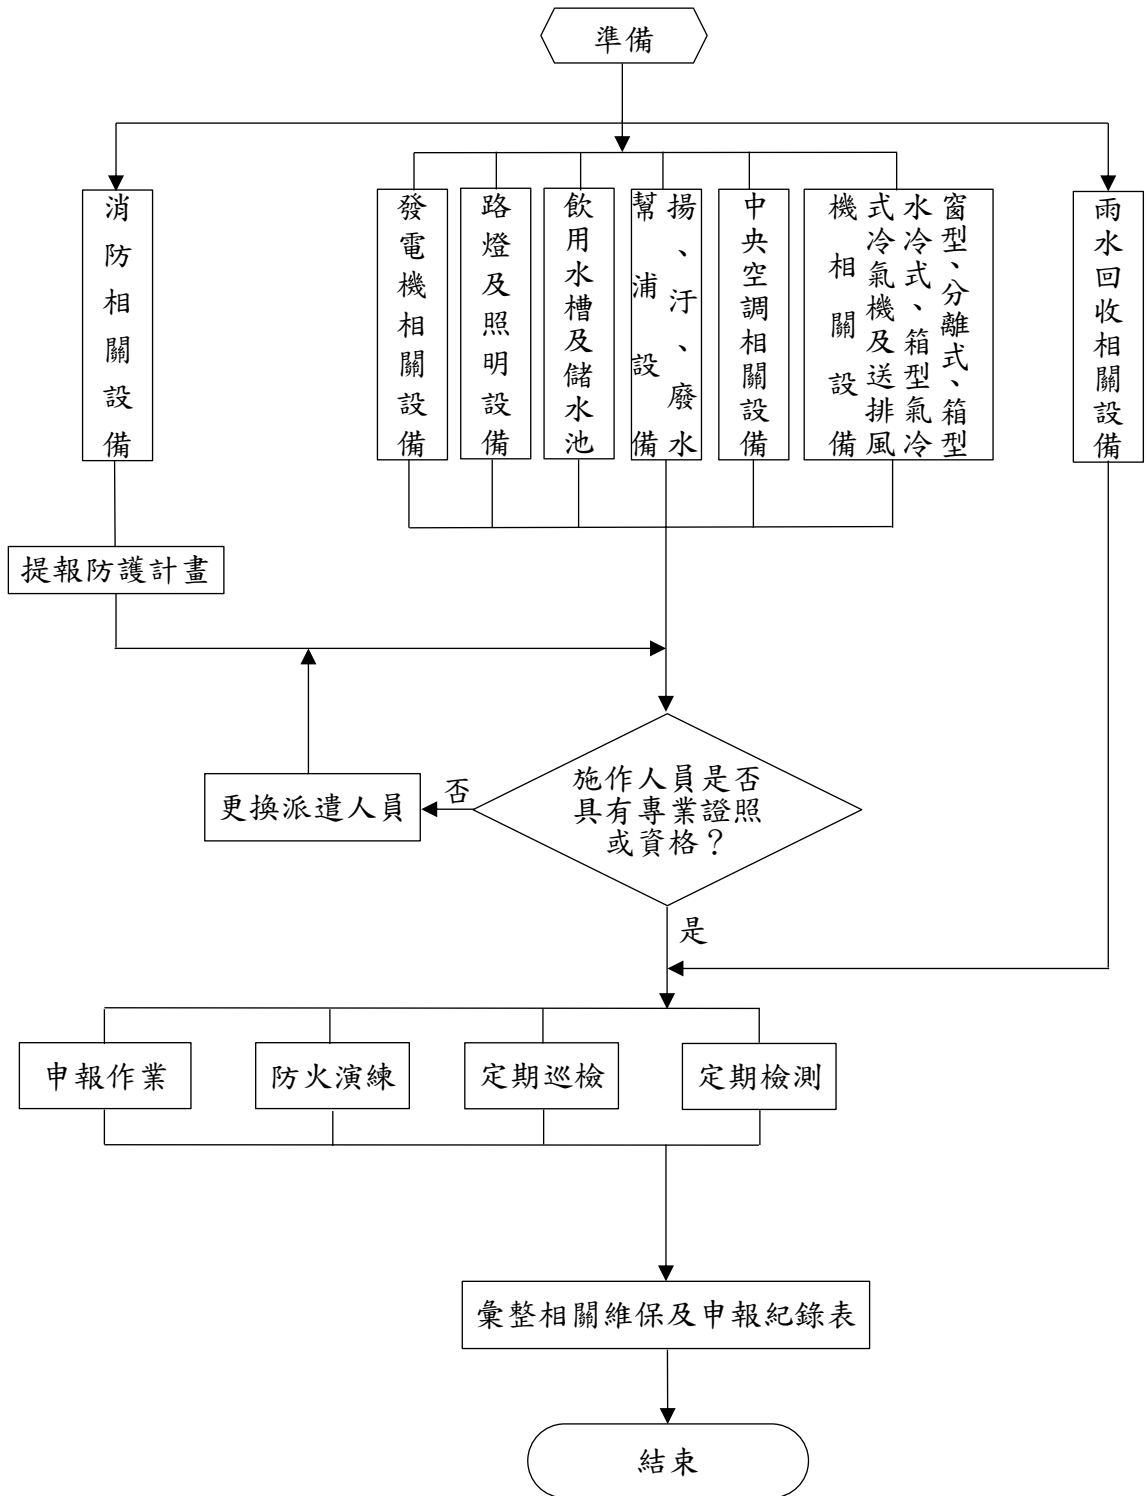 準備
消防相關設備
發電機相關設備
路燈及照明設備
飲用水槽及儲水池
揚、汙、廢水
幫浦設備
中央空調相關設備
窗型、分離式、箱型
水冷式、箱型氣冷
式冷氣機及送排風
機相關設備
雨水回收相關設備
提報防護計畫
施作人員是否
具有專業證照
或資格？
否
更換派遣人員
是
申報作業
防火演練
定期巡檢
定期檢測
彙整相關維保及申報紀錄表
結束